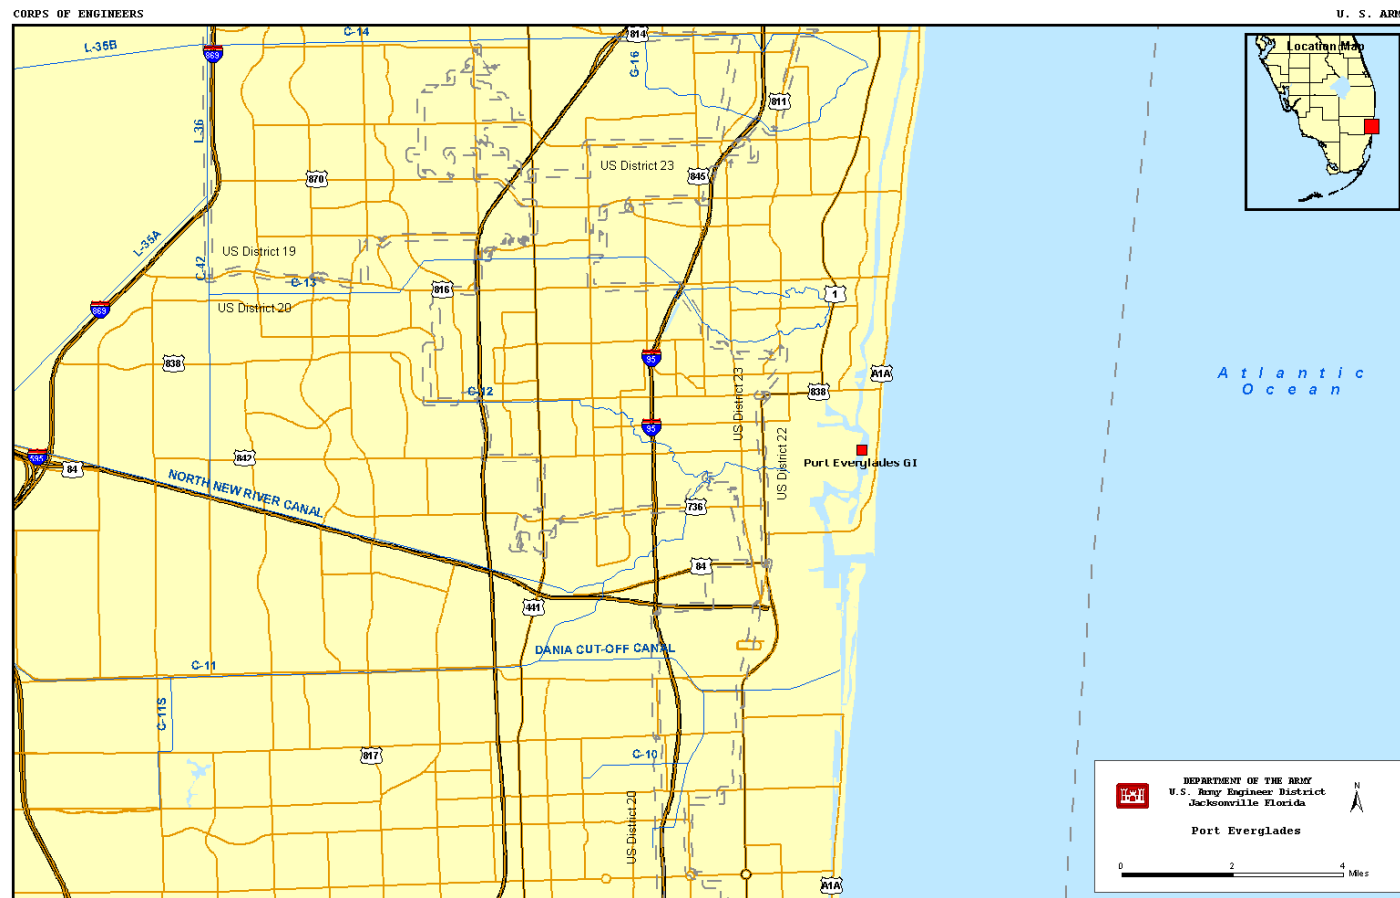 CORPS OF ENGINEERS
U. S. ARM
C-14
814
L-35B
869
G-16
Location Map
811
L-36
US District 23
870
845
L-35A
US District 19
C-42
C-13
816
1
US District 20
869
95
838
A1A
Atlantic
Ocean
C-12
838
US District 23
95
US District 22
595
84
842
Port Everglades GI
NORTH NEW RIVER CANAL
736
84
441
DANIA CUT-OFF CANAL
C-11
C-11S
817
C-10
US District 20
A1A
DEPARTMENT OF THE ARMY
U.S. Army Engineer District
Jacksonville Florida
N
Port Everglades
0 2 4
Miles